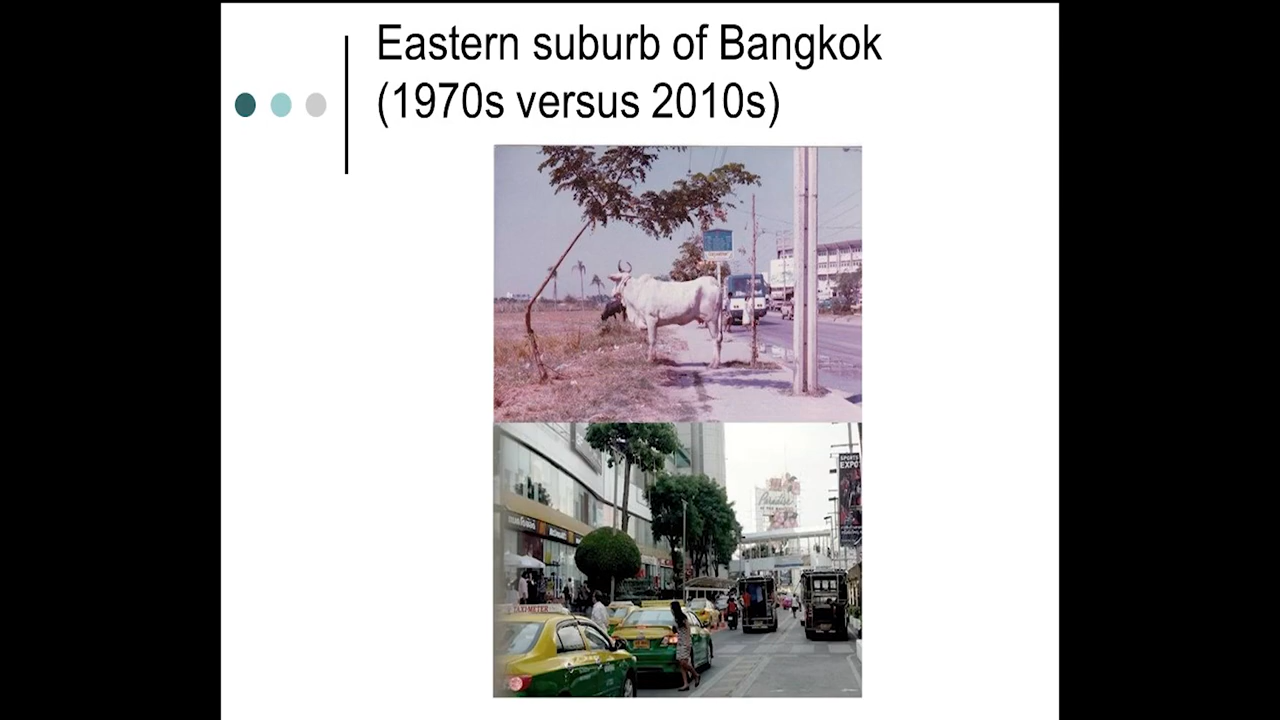 Eastern suburb of Bangkok
(1970s versus 2010s)
SPORTS
EXPO
Paradise
TAXI-METER